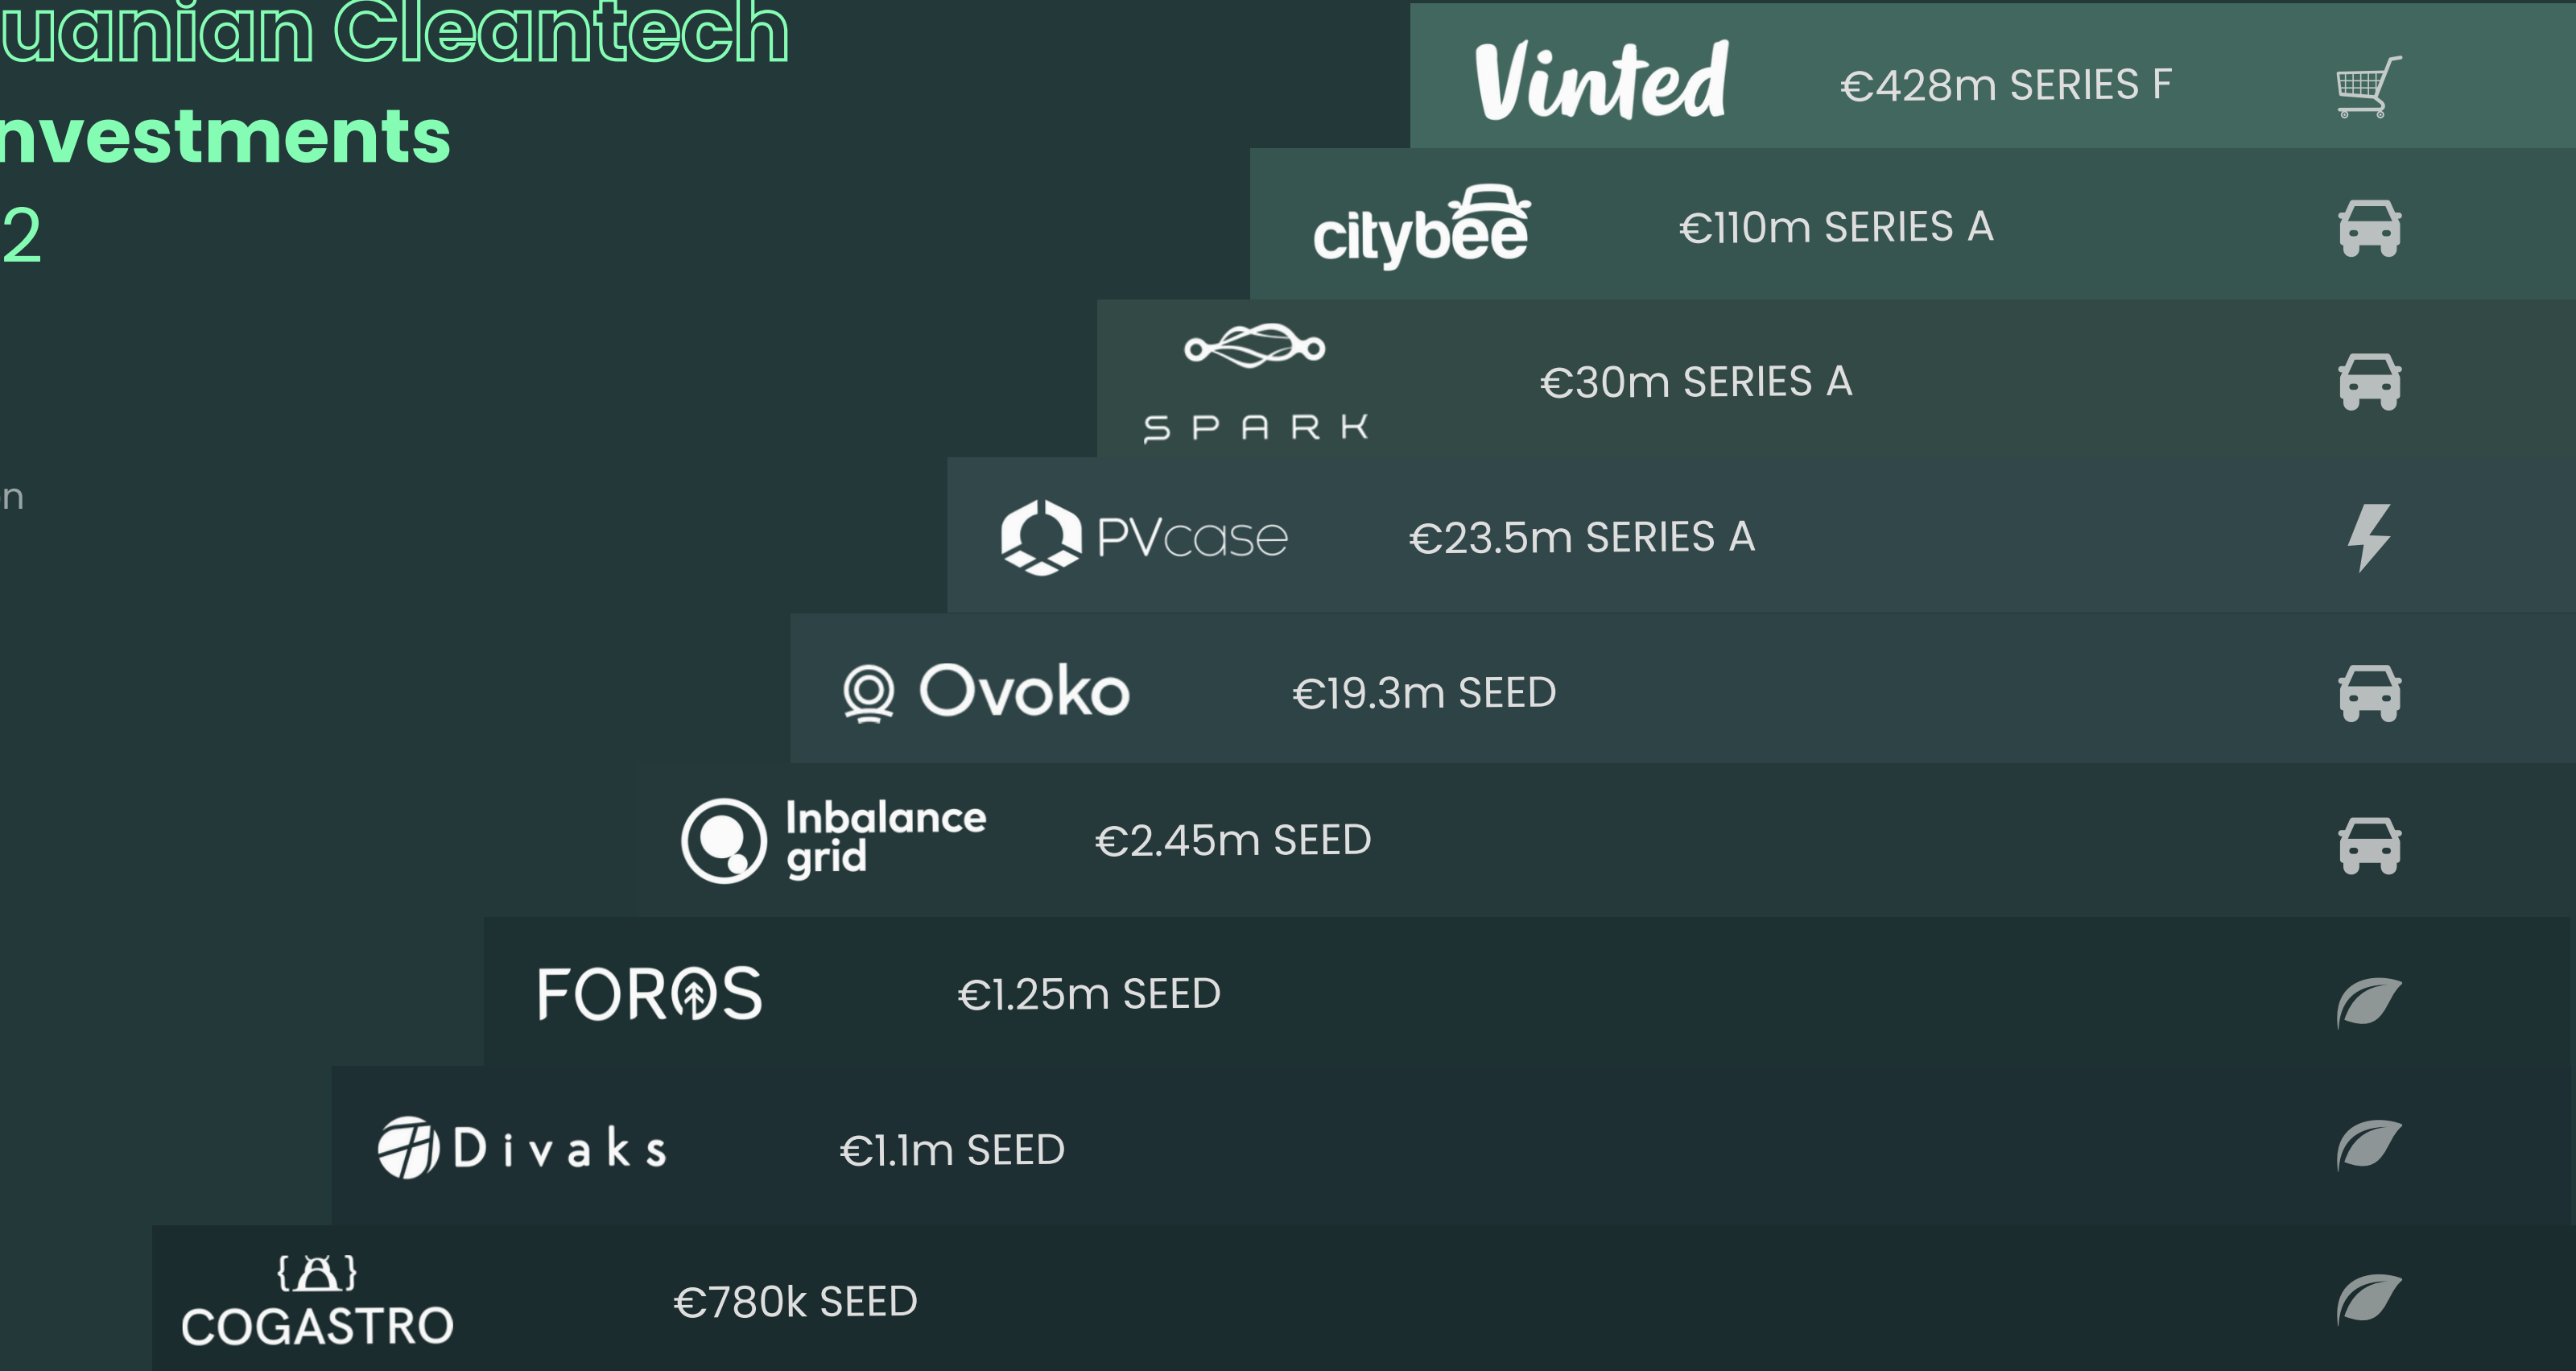 uanian Cleantech
nvestments
2
n
Vinted €428m SERIES F
citybee €110m SERIES A
SPARK €30m SERIES A
PVcase €23.5m SERIES A
Ovoko €19.3m SEED
Inbalance
grid €2.45m SEED
FOROS €1.25m SEED
Divaks €1.1m SEED
{ }
COGASTRO €780k SEED